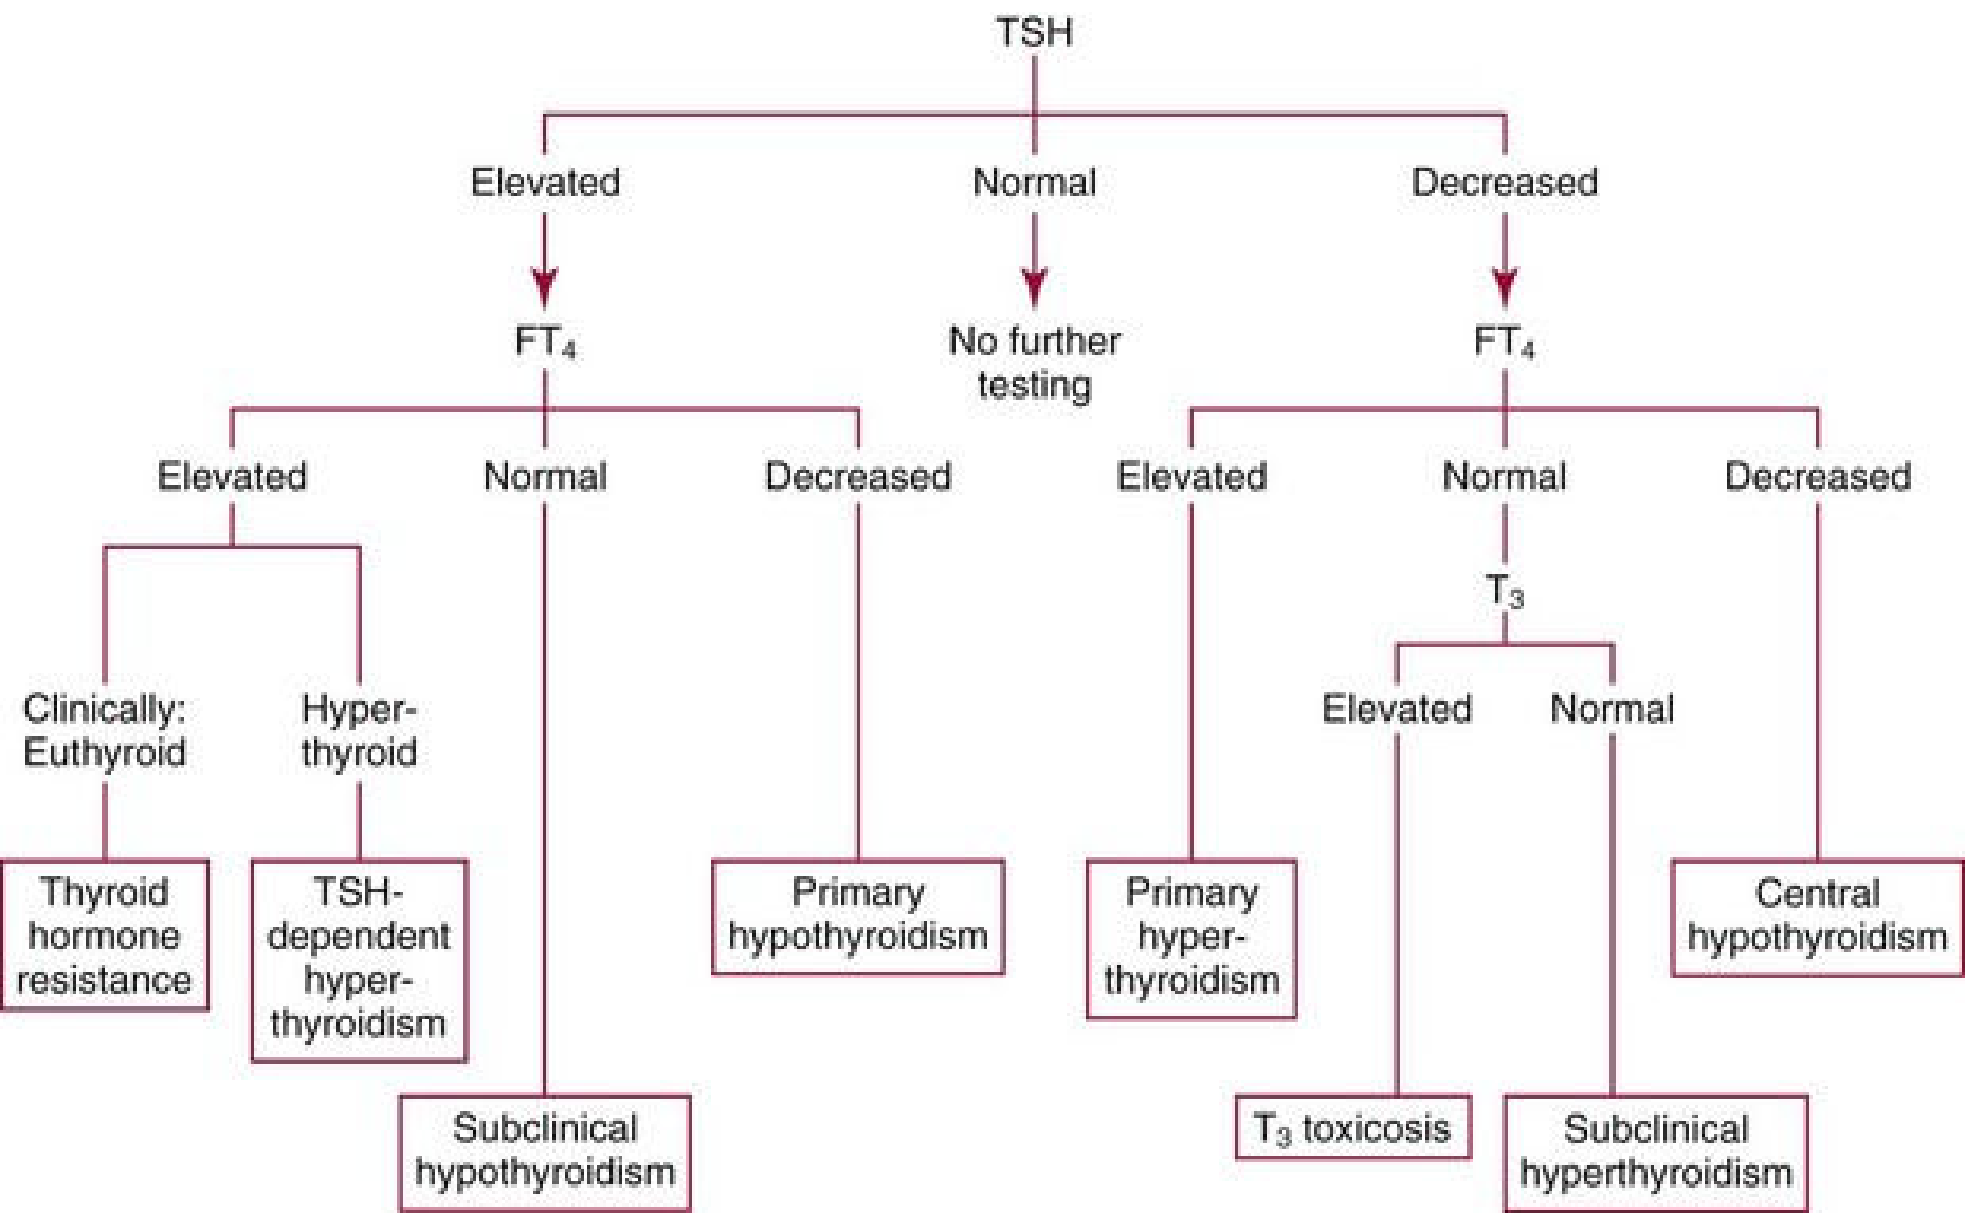 TSH
Elevated
Normal
Decreased
FT4
No further
testing
FT4
Elevated
Normal
Decreased
Elevated
Normal
Decreased
T3
Clinically:
Euthyroid
Hyper-
thyroid
Elevated
Normal
Thyroid
hormone
resistance
TSH-
dependent
hyper-
thyroidism
Primary
hypothyroidism
Primary
hyper-
thyroidism
Central
hypothyroidism
Subclinical
hypothyroidism
T3 toxicosis
Subclinical
hyperthyroidism